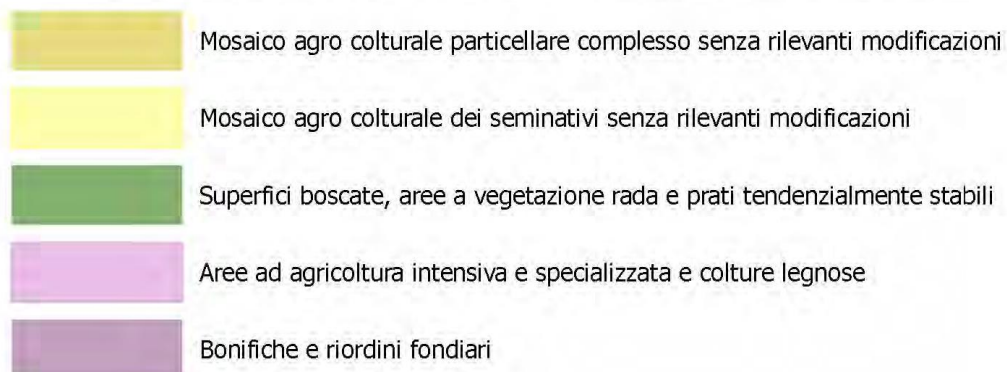 Mosaico agro colturale particellare complesso senza rilevanti modificazioni
Mosaico agro colturale dei seminativi senza rilevanti modificazioni
Superfici boscate, aree a vegetazione rada e prati tendenzialmente stabili
Aree ad agricoltura intensiva e specializzata e colture legnose
Bonifiche e riordini fondiari